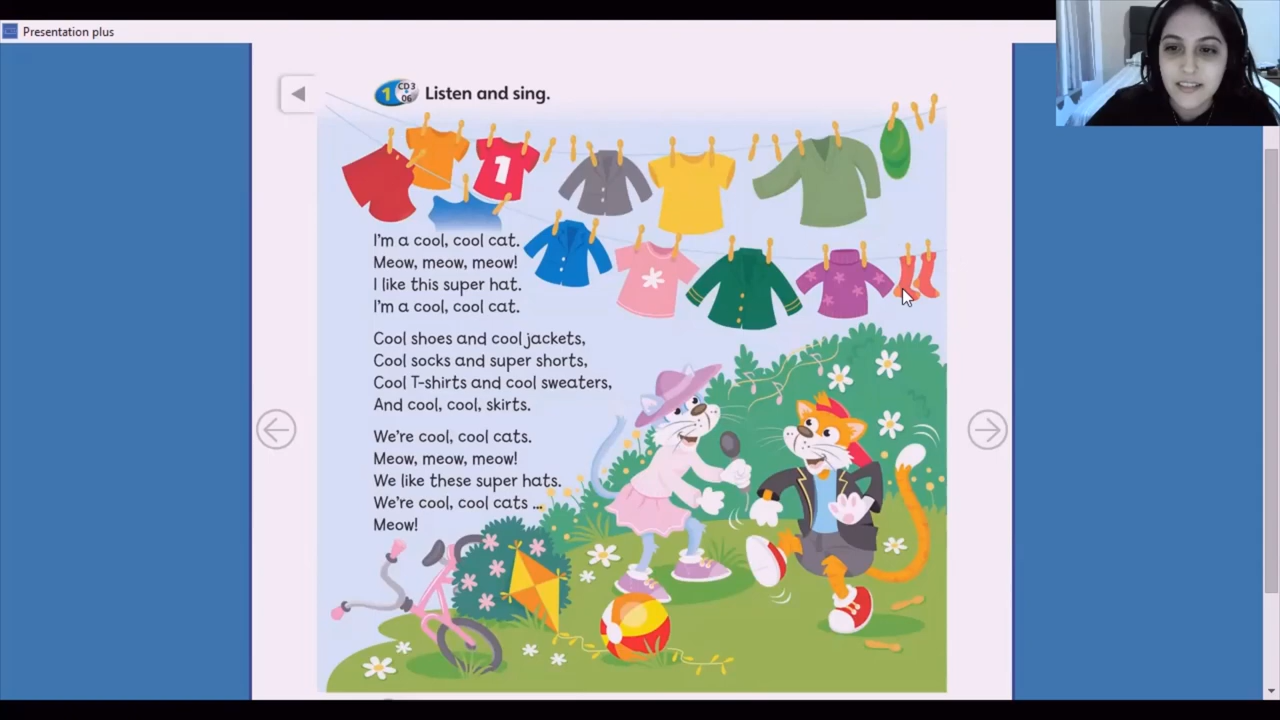 Presentation plus
1 CD3 06 Listen and sing.
1
I'm a cool, cool cat.
Meow, meow, meow!
I like this super hat.
I'm a cool, cool cat.
Cool shoes and cool jackets,
Cool socks and super shorts,
Cool T-shirts and cool sweaters,
And cool, cool, skirts.
We're cool, cool cats.
Meow, meow, meow!
We like these super hats.
We're cool, cool cats ...
Meow!